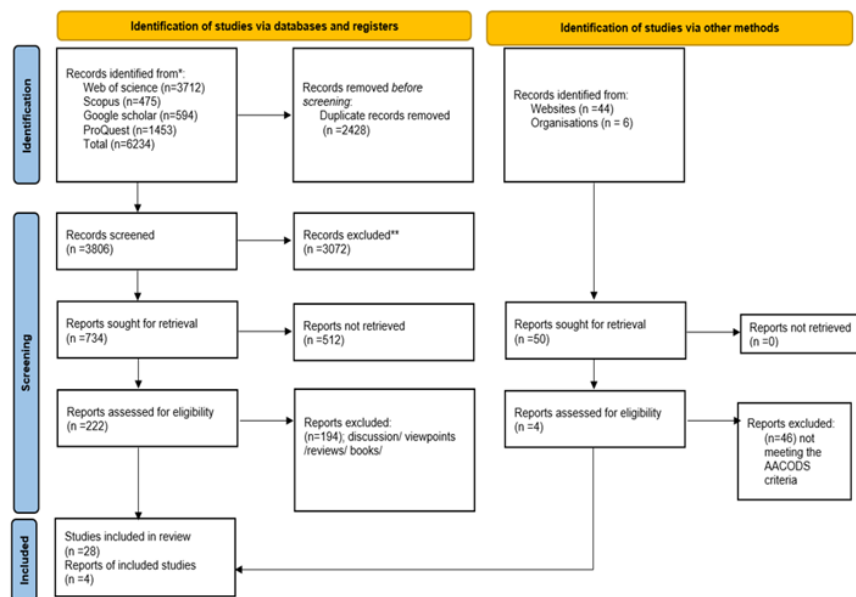 Identification of studies via databases and registers
Identification of studies via other methods
Identification
Records identified from*:
Web of science (n=3712)
Scopus (n=475)
Google scholar (n=594)
ProQuest (n=1453)
Total (n=6234)
Records removed before
screening:
Duplicate records removed
(n =2428)
Records identified from:
Websites (n =44)
Organisations (n = 6)
Screening
Records screened
(n =3806)
Records excluded**
(n =3072)
Reports sought for retrieval
(n =734)
Reports not retrieved
(n =512)
Reports sought for retrieval
(n =50)
Reports not retrieved
(n =0)
Reports assessed for eligibility
(n =222)
Reports excluded:
(n=194); discussion/ viewpoints
/reviews/ books/
Reports assessed for eligibility
(n =4)
Reports excluded:
(n=46) not
meeting the
AACODS
criteria
Included
Studies included in review
(n =28)
Reports of included studies
(n =4)